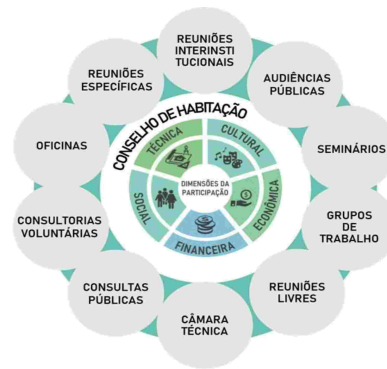 REUNIÕES
INTERINSTI
TUCIONAIS
AUDIÊNCIAS
PÚBLICAS
SEMINÁRIOS
GRUPOS
DE
TRABALHO
REUNIÕES
LIVRES
CÂMARA
TÉCNICA
CONSULTAS
PÚBLICAS
CONSULTORIAS
VOLUNTÁRIAS
OFICINAS
REUNIÕES
ESPECÍFICAS
CONSELHO DE HABITAÇÃO
TÉCNICA
CULTURAL
ECONÔMICA
FINANCEIRA
SOCIAL
DIMENSÕES DA
PARTICIPAÇÃO